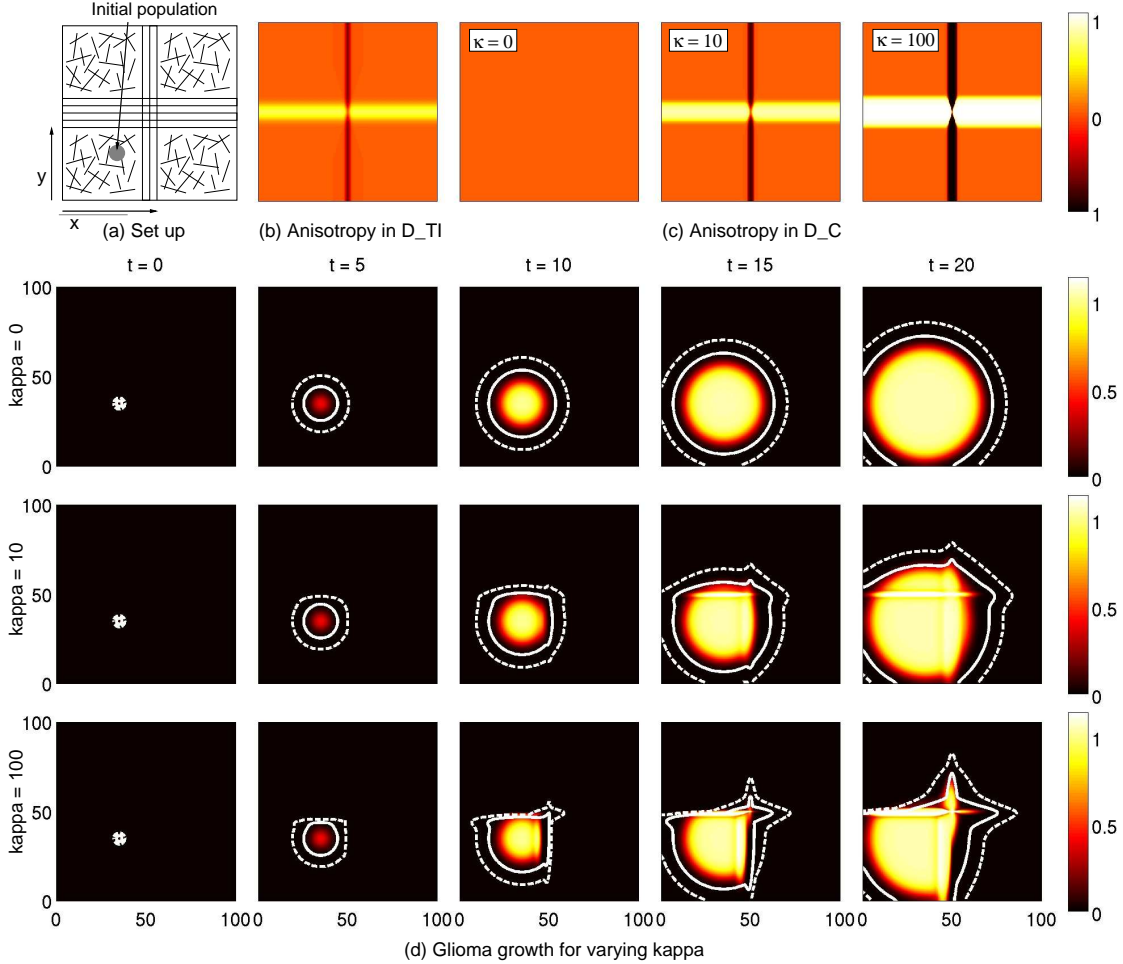 Initial population
y
x
(a) Set up
(b) Anisotropy in D_TI
κ = 0
κ = 10
κ = 100
(c) Anisotropy in D_C
1
0
1
t = 0
t = 5
t = 10
t = 15
t = 20
kappa = 0
100
50
0
1
0.5
0
kappa = 10
100
50
0
1
0.5
0
kappa = 100
100
50
0
1
0.5
0
0 50 100
0 50 100
0 50 100
0 50 100
0 50 100
(d) Glioma growth for varying kappa